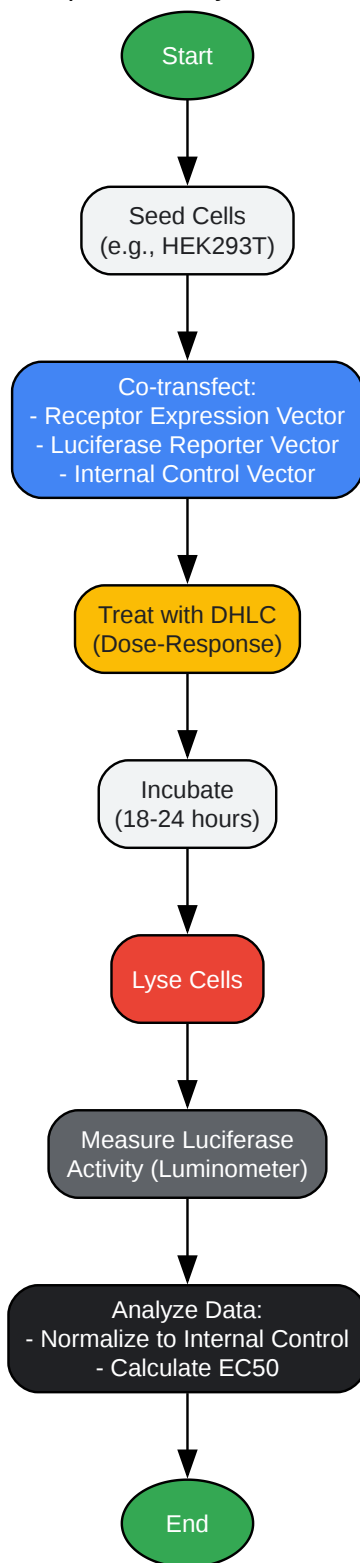 Start
Seed Cells
(e.g., HEK293T)
Co-transfect:
- Receptor Expression Vector
- Luciferase Reporter Vector
- Internal Control Vector
Treat with DHLC
(Dose-Response)
Incubate
(18-24 hours)
Lyse Cells
Measure Luciferase
Activity (Luminometer)
Analyze Data:
- Normalize to Internal Control
- Calculate EC50
End